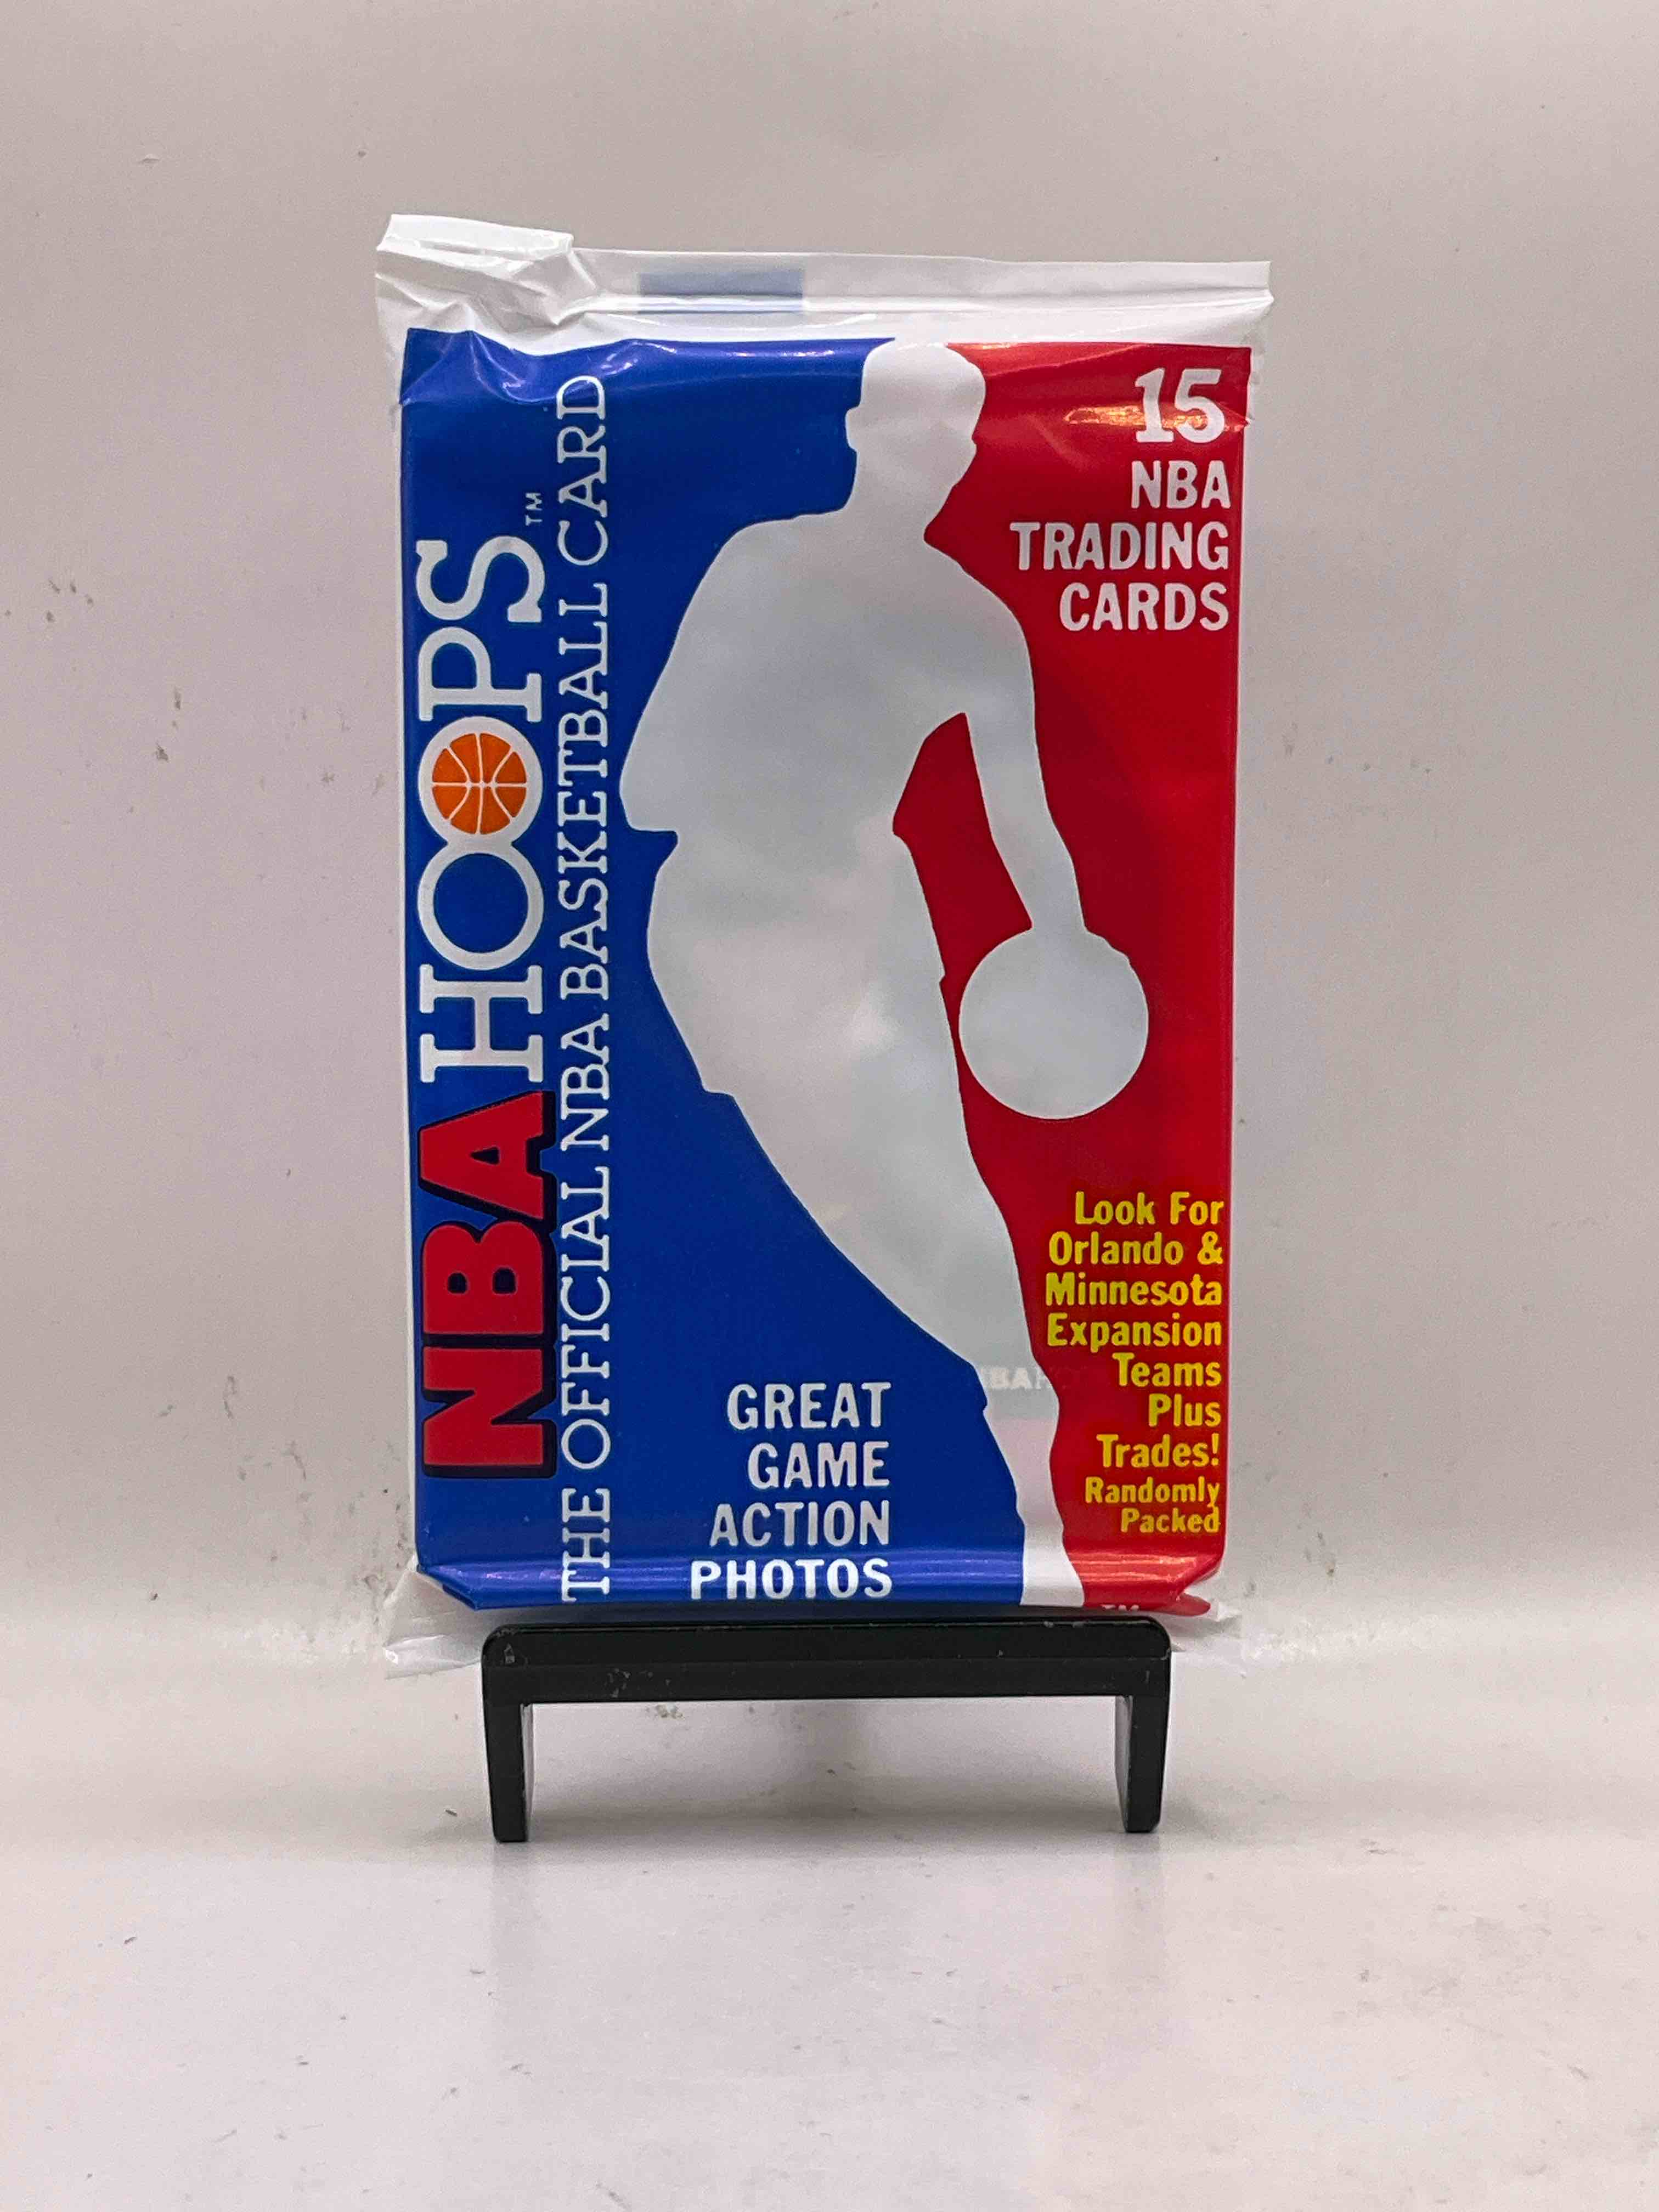 NBA HOOPS™
THE OFFICIAL NBA BASKETBALL CARD
15
NBA
TRADING
CARDS
Look For
Orlando &
Minnesota
Expansion
Teams
Plus
Trades!
Randomly
Packed
GREAT
GAME
ACTION
PHOTOS
TM